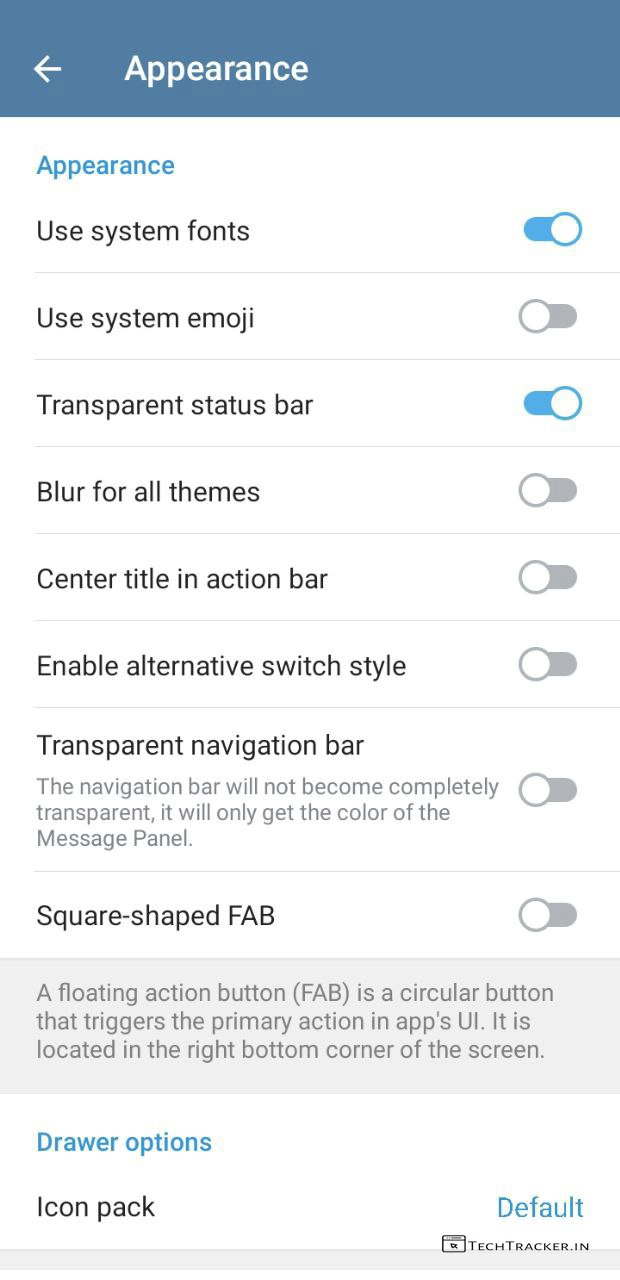 Appearance
Appearance
Use system fonts
Use system emoji
Transparent status bar
Blur for all themes
Center title in action bar
Enable alternative switch style
Transparent navigation bar
The navigation bar will not become completely
transparent, it will only get the color of the
Message Panel.
Square-shaped FAB
A floating action button (FAB) is a circular button
that triggers the primary action in app's UI. It is
located in the right bottom corner of the screen.
Drawer options
Icon pack Default
TECHTRACKER.IN